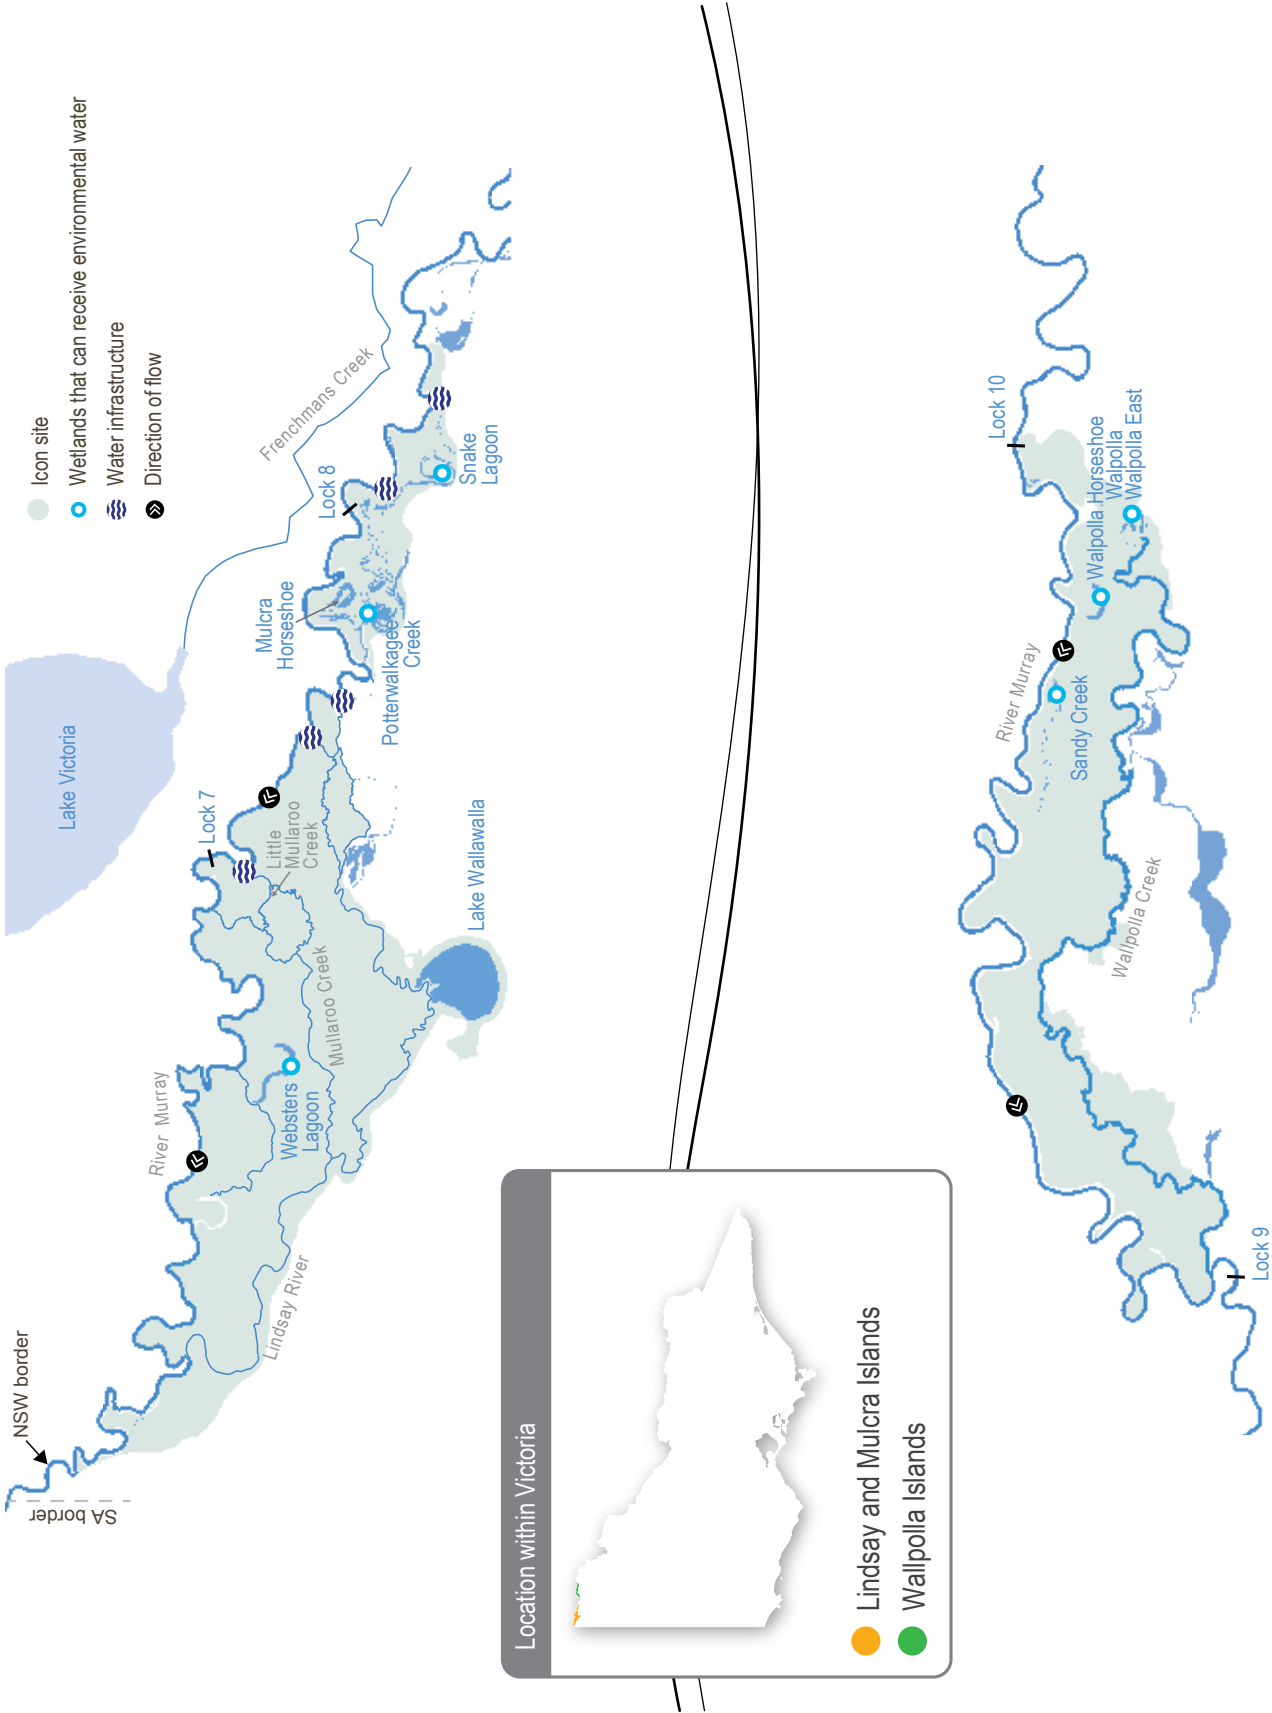 Icon site
Wetlands that can receive environmental water
Water infrastructure
Direction of flow
NSW border
SA border
River Murray
Lindsay River
Websters
Lagoon
Mullaroo Creek
Little
Mullaroo
Creek
Lock 7
Lake Victoria
Lake Wallawalla
Mulcra
Horseshoe
Potterwalkagee
Creek
Lock 8
Frenchmans Creek
Snake
Lagoon
Lock 9
Wallpolla Creek
River Murray
Sandy Creek
Lock 10
Walpolla Horseshoe
Walpolla
Walpolla East
Location within Victoria
Lindsay and Mulcra Islands
Wallpolla Islands